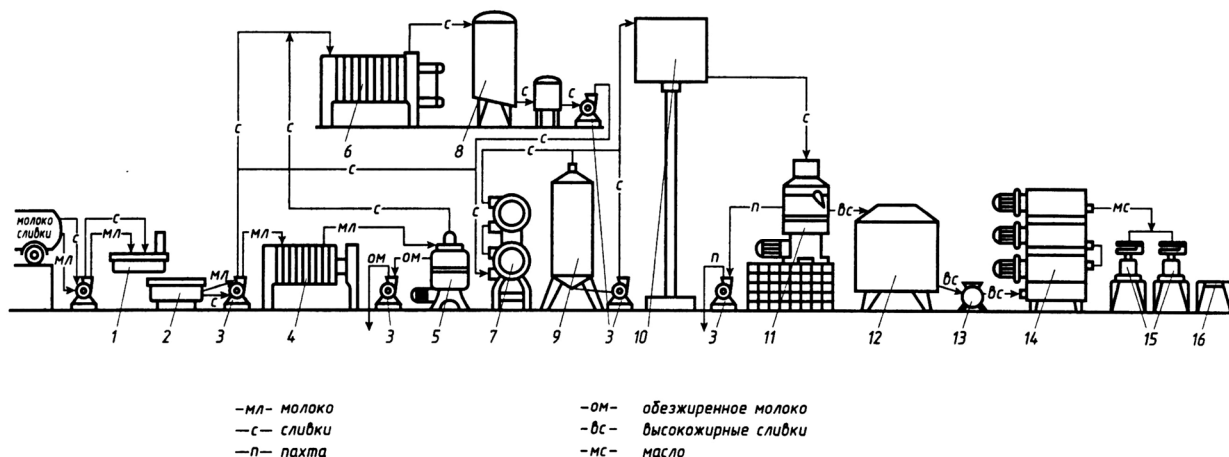 с
с
с
с
6
8
с
с
с
с
с
с
молоко
сливки
с
мл
с
мл
мл
с
мл
мл
ом
ом
с
с
п
п
вс
вс
вс
мс
1
2
3
4
3
5
7
9
3
10
3
11
12
13
14
15
16
-мл- молоко
-с- сливки
-п- пахта
-ом- обезжиренное молоко
-вс- высокожирные сливки
-мс- масло